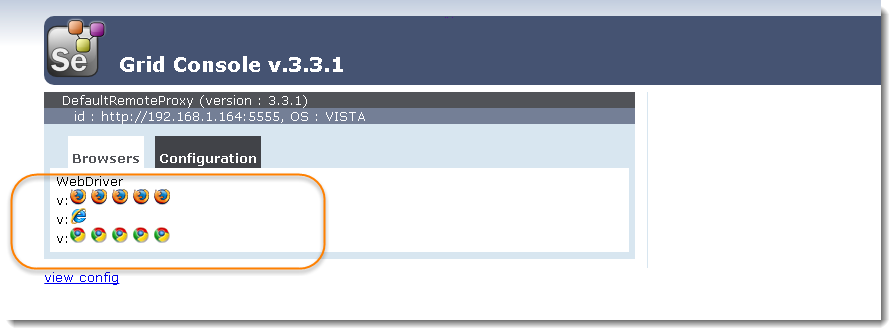 Se
Grid Console v.3.3.1
DefaultRemoteProxy (version : 3.3.1)
id : http://192.168.1.164:5555, OS : VISTA
Browsers Configuration
WebDriver
v:
v:
v:
view config